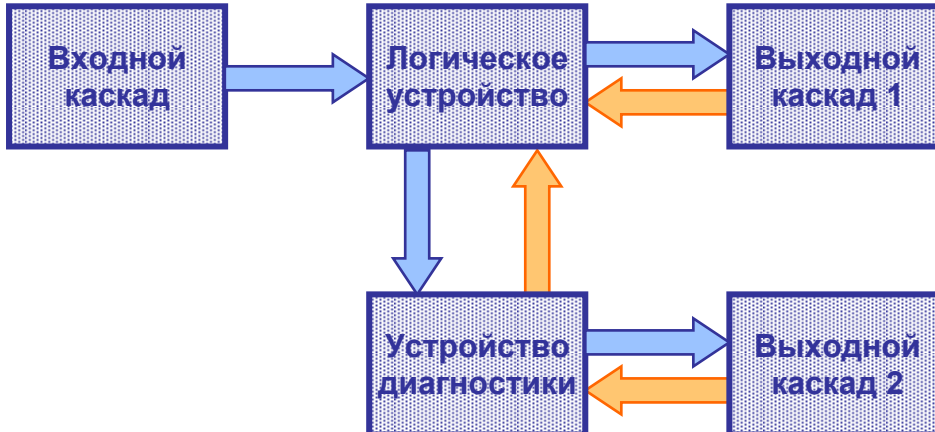 Входной
каскад
Логическое
устройство
Выходной
каскад 1
Устройство
диагностики
Выходной
каскад 2